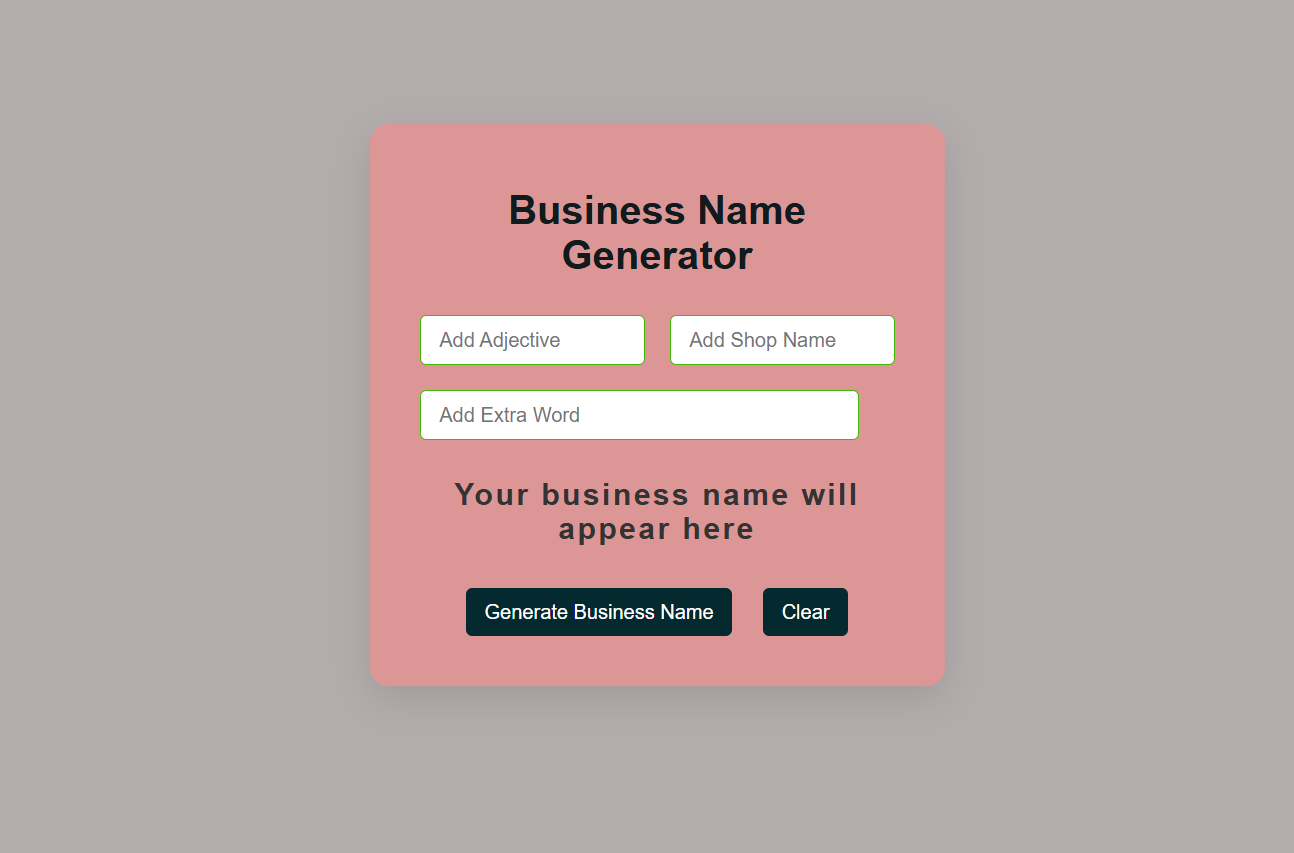 Business Name
Generator
Add Adjective
Add Shop Name
Add Extra Word
Your business name will
appear here
Generate Business Name
Clear